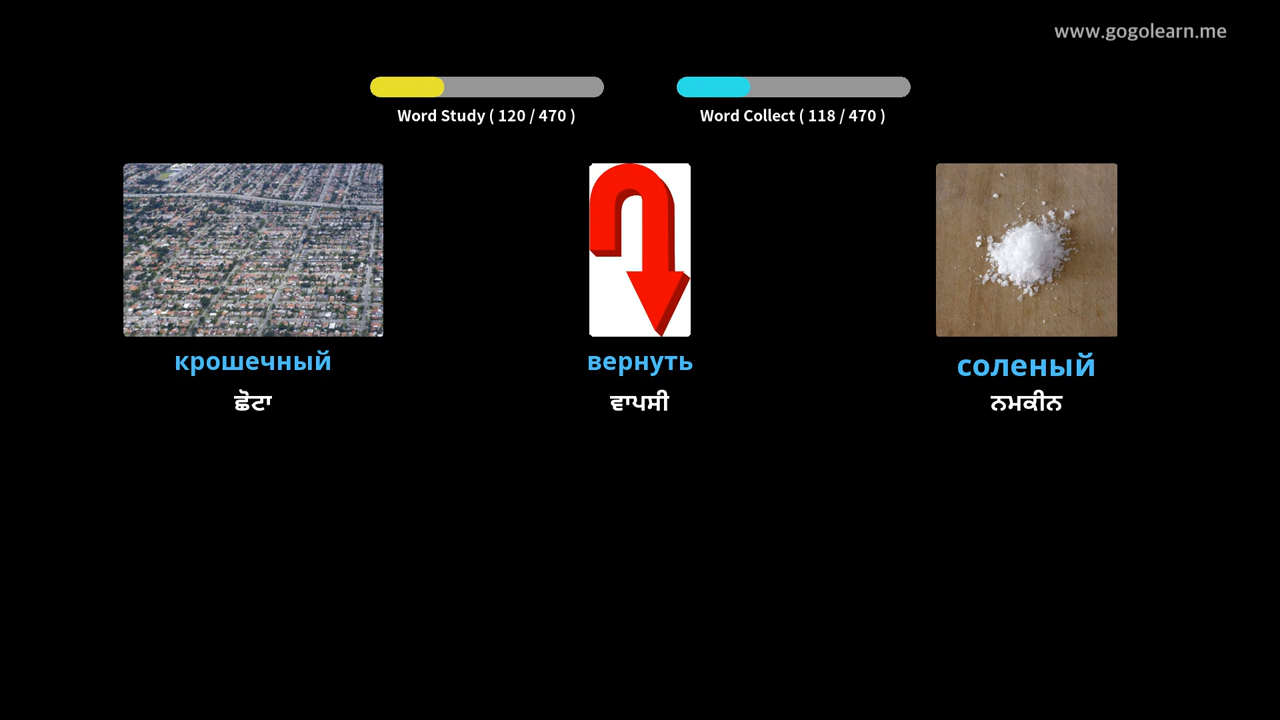 www.gogolearn.me
Word Study ( 120 / 470 )
Word Collect ( 118 / 470 )
крошечный
ਛੋਟਾ
вернуть
ਵਾਪਸੀ
соленый
ਨਮਕੀਨ